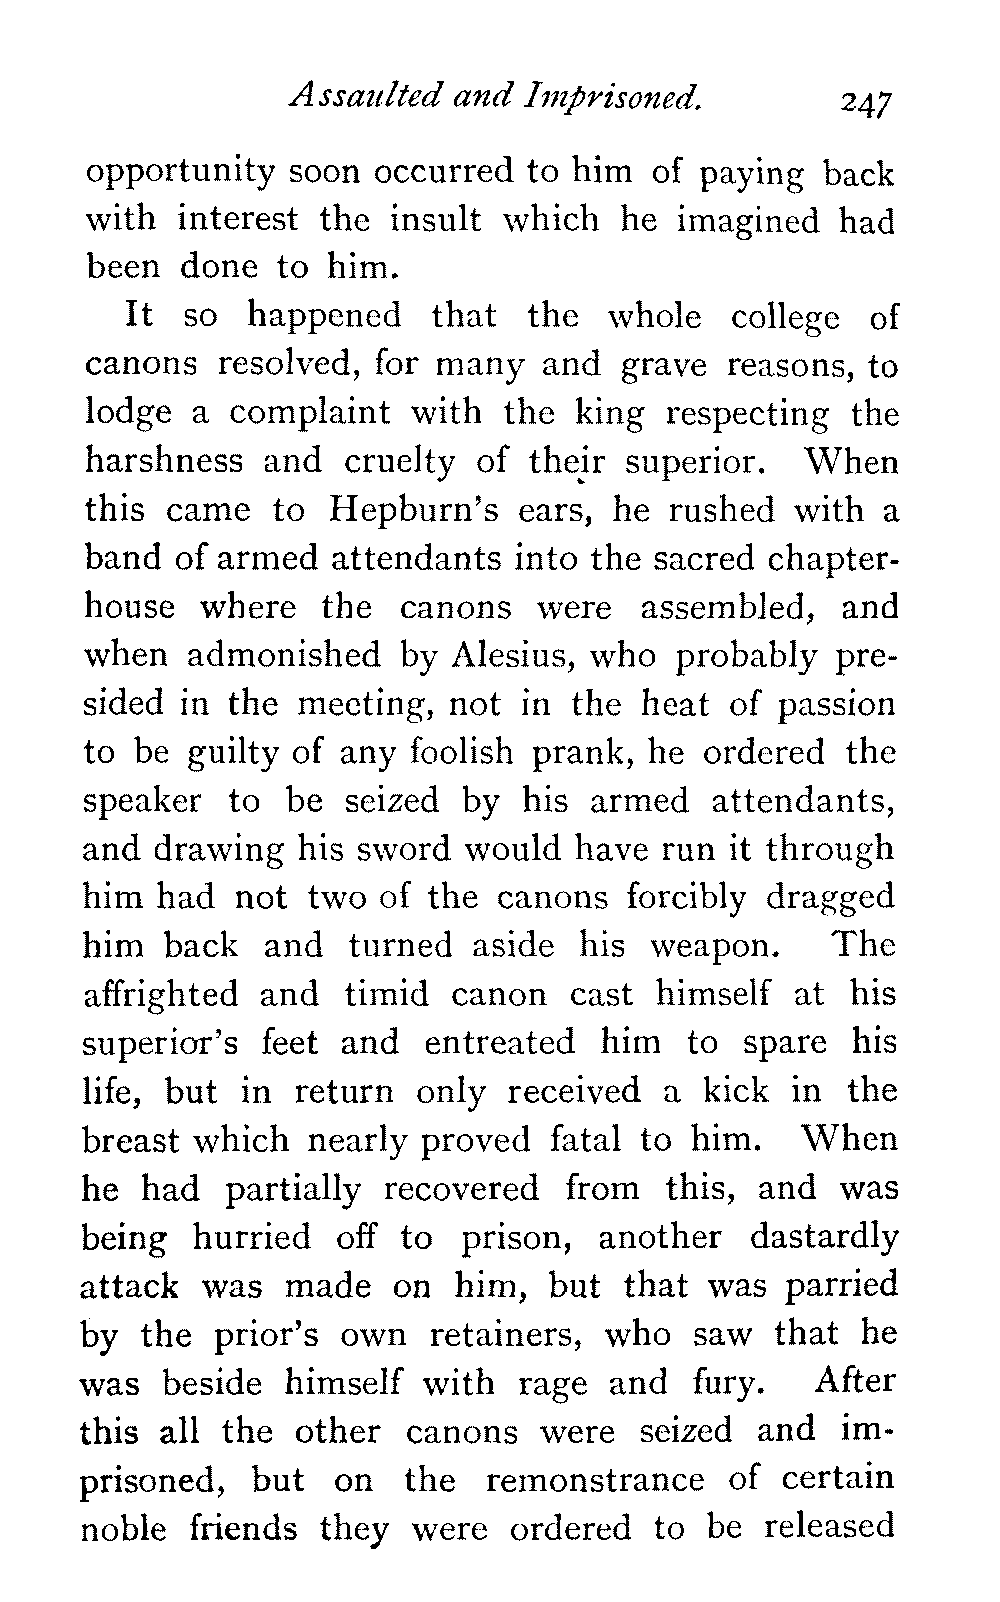 Assaulted and Imprisoned. 247
opportunity soon occurred to him of paying back
with interest the insult which he imagined had
been done to him.
It so happened that the whole college of
canons resolved, for many and grave reasons, to
lodge a complaint with the king respecting the
harshness and cruelty of their superior. When
this came to Hepburn's ears, he rushed with a
band of armed attendants into the sacred chapter-
house where the canons were assembled, and
when admonished by Alesius, who probably pre-
sided in the meeting, not in the heat of passion
to be guilty of any foolish prank, he ordered the
speaker to be seized by his armed attendants,
and drawing his sword would have run it through
him had not two of the canons forcibly dragged
him back and turned aside his weapon. The
affrighted and timid canon cast himself at his
superior's feet and entreated him to spare his
life, but in return only received a kick in the
breast which nearly proved fatal to him. When
he had partially recovered from this, and was
being hurried off to prison, another dastardly
attack was made on him, but that was parried
by the prior's own retainers, who saw that he
was beside himself with rage and fury. After
this all the other canons were seized and im-
prisoned, but on the remonstrance of certain
noble friends they were ordered to be released